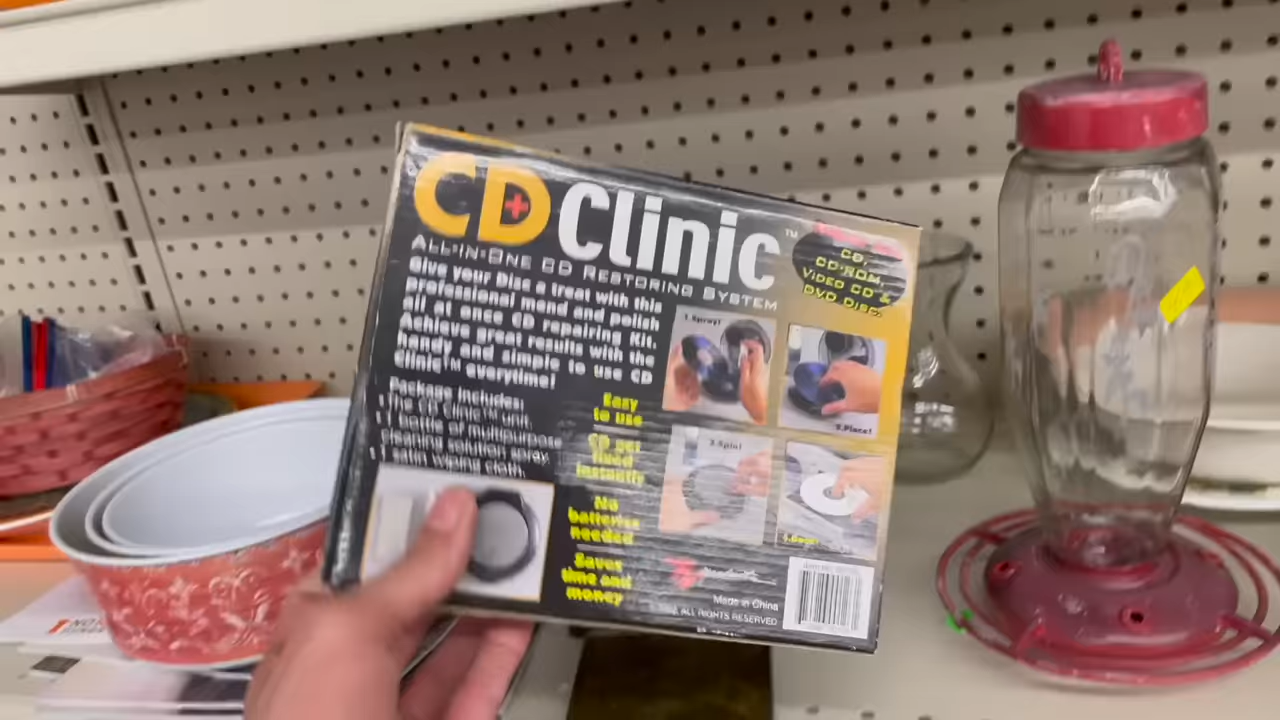 CD Clinic™
ALL-IN-ONE CD RESTORING SYSTEM
Give your Disc a treat with this
professional mend and polish
all at once CD repairing Kit.
Achieve great results with the
handy and simple to use CD
Clinic™ everytime!
CD,
CD-ROM,
VIDEO CD &
DVD DISC.
Package includes:
1 The CD Clinic™ unit.
1 bottle of multipurpose
cleaning solution spray
1 satin wiping cloth.
Easy
to use
CD get
fixed
instantly
No
batteries
needed
Saves
time and
money
1.Spray!
2.Place!
3.Spin!
Made in China
ALL RIGHTS RESERVED